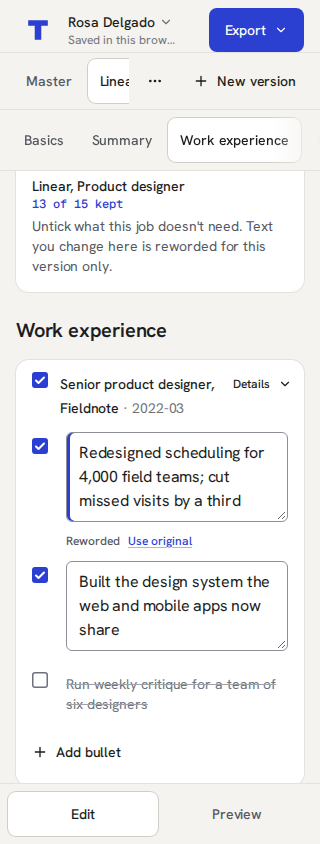 T
Rosa Delgado
Saved in this brow...
Export
Master
Linea
...
New version
Basics
Summary
Work experience
Linear, Product designer
13 of 15 kept
Untick what this job doesn't need. Text
you change here is reworded for this
version only.
Work experience
Senior product designer,
Details
Fieldnote · 2022-03
Redesigned scheduling for
4,000 field teams; cut
missed visits by a third
Reworded Use original
Built the design system the
web and mobile apps now
share
Run weekly critique for a team of
six designers
Add bullet
Edit
Preview